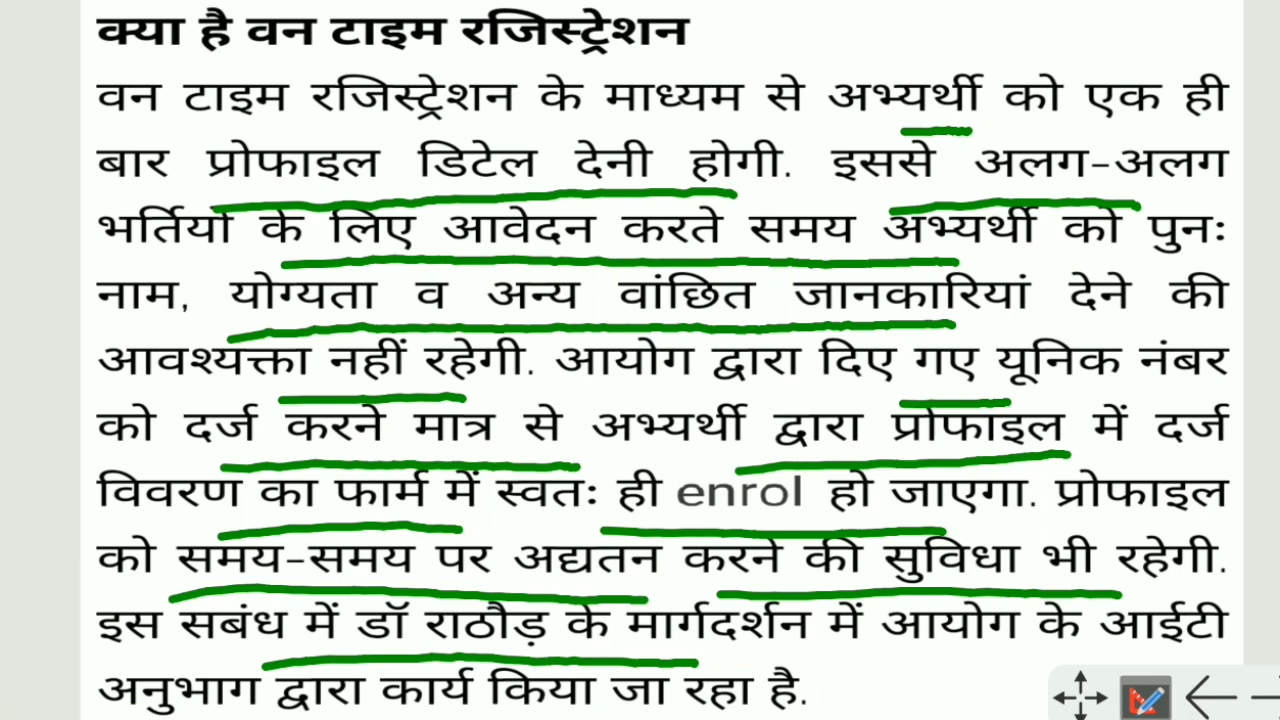 क्या है वन टाइम रजिस्ट्रेशन
वन टाइम रजिस्ट्रेशन के माध्यम से अभ्यर्थी को एक ही
बार प्रोफाइल डिटेल देनी होगी. इससे अलग-अलग
भर्तियों के लिए आवेदन करते समय अभ्यर्थी को पुनः
नाम, योग्यता व अन्य वांछित जानकारियां देने की
आवश्यक्ता नहीं रहेगी. आयोग द्वारा दिए गए यूनिक नंबर
को दर्ज करने मात्र से अभ्यर्थी द्वारा प्रोफाइल में दर्ज
विवरण का फार्म में स्वतः ही enrol हो जाएगा. प्रोफाइल
को समय-समय पर अद्यतन करने की सुविधा भी रहेगी.
इस सबंध में डॉ राठौड़ के मार्गदर्शन में आयोग के आईटी
अनुभाग द्वारा कार्य किया जा रहा है.